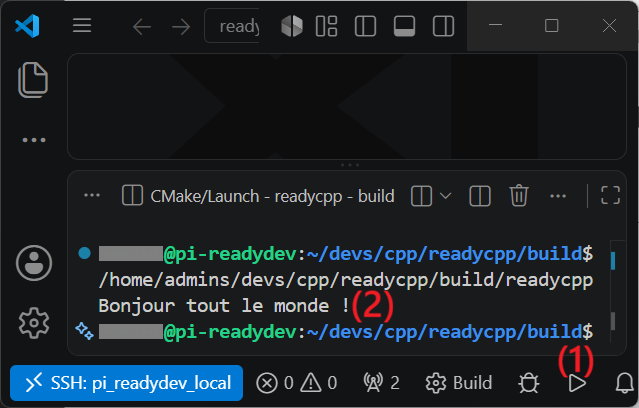 ready
CMake/Launch - readycpp - build
@pi-readydev:~/devs/cpp/readycpp/build$
/home/admins/devs/cpp/readycpp/build/readycpp
Bonjour tout le monde !(2)
@pi-readydev:~/devs/cpp/readycpp/build$
(1)
SSH: pi_readydev_local 0 0 2 Build